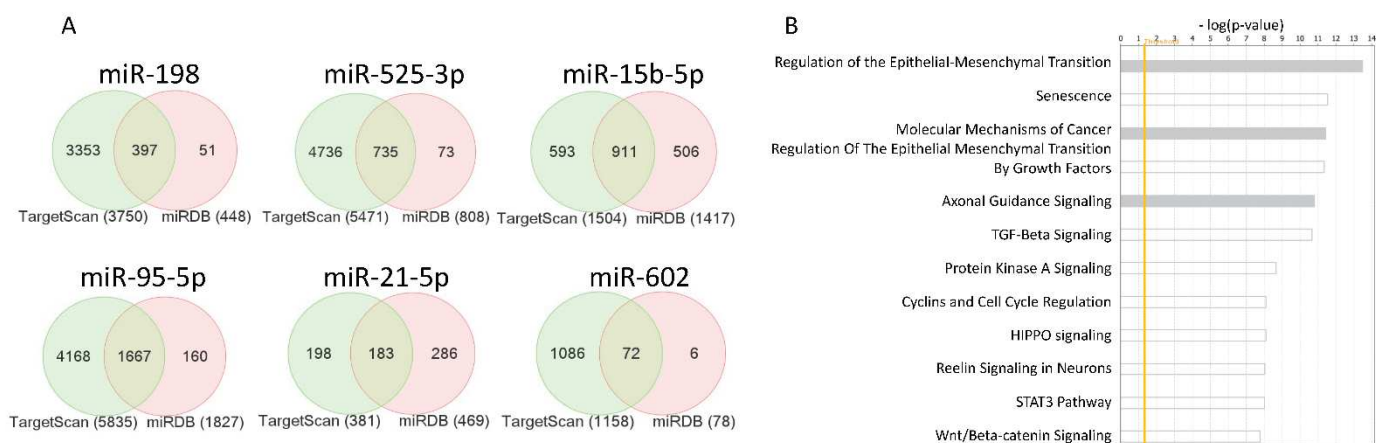 A
miR-198
3353 397 51
TargetScan (3750) miRDB (448)
miR-525-3p
4736 735 73
TargetScan (5471) miRDB (808)
miR-15b-5p
593 911 506
TargetScan (1504) miRDB (1417)
miR-95-5p
4168 1667 160
TargetScan (5835) miRDB (1827)
miR-21-5p
198 183 286
TargetScan (381) miRDB (469)
miR-602
1086 72 6
TargetScan (1158) miRDB (78)
B
- log(p-value)
0 1 2 3 4 5 6 7 8 9 10 11 12 13 14
Threshold
Regulation of the Epithelial-Mesenchymal Transition
Senescence
Molecular Mechanisms of Cancer
Regulation Of The Epithelial Mesenchymal Transition
By Growth Factors
Axonal Guidance Signaling
TGF-Beta Signaling
Protein Kinase A Signaling
Cyclins and Cell Cycle Regulation
HIPPO signaling
Reelin Signaling in Neurons
STAT3 Pathway
Wnt/Beta-catenin Signaling